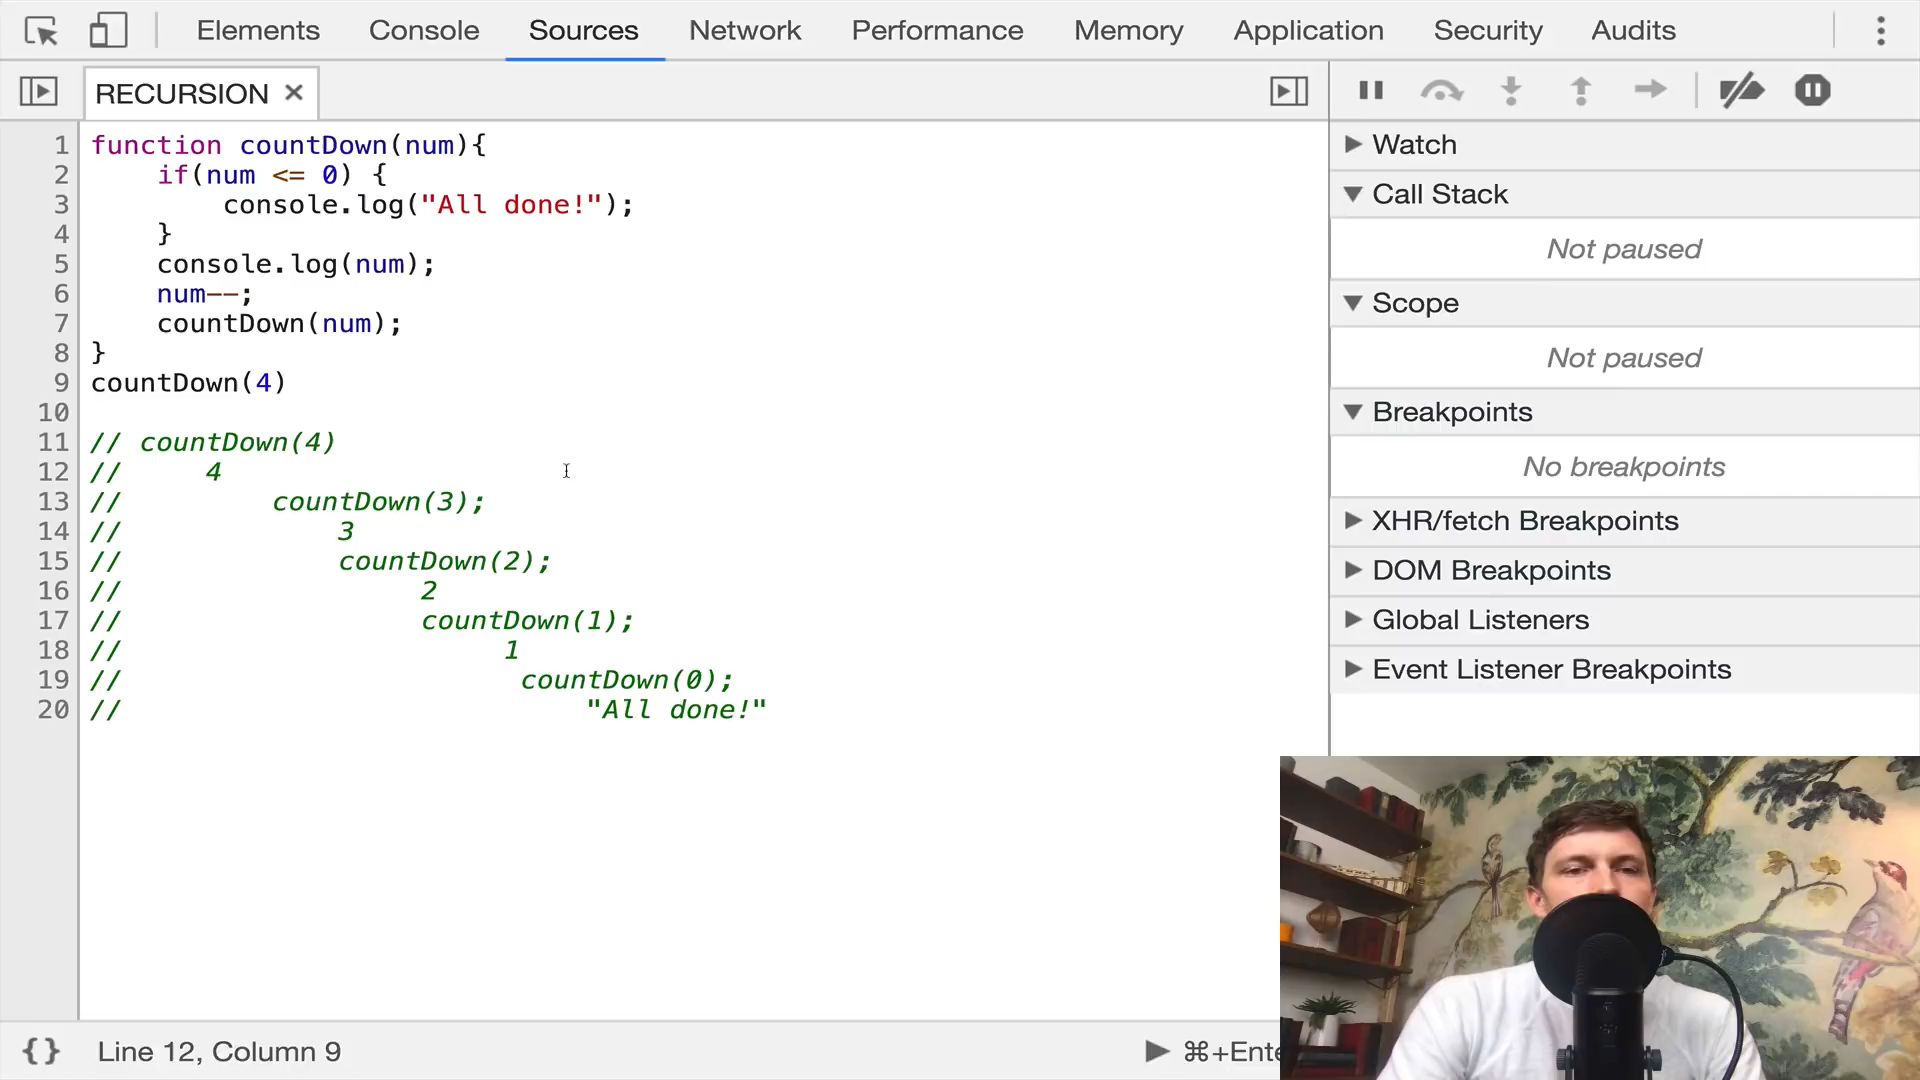 Elements Console Sources Network Performance Memory Application Security Audits
RECURSION ×
1 function countDown(num){
2 if(num <= 0) {
3 console.log("All done!");
4 }
5 console.log(num);
6 num--;
7 countDown(num);
8 }
9 countDown(4)
10
11 // countDown(4)
12 // 4
13 // countDown(3);
14 // 3
15 // countDown(2);
16 // 2
17 // countDown(1);
18 // 1
19 // countDown(0);
20 // "All done!"
Watch
Call Stack
Not paused
Scope
Not paused
Breakpoints
No breakpoints
XHR/fetch Breakpoints
DOM Breakpoints
Global Listeners
Event Listener Breakpoints
{} Line 12, Column 9
⌘+Ente